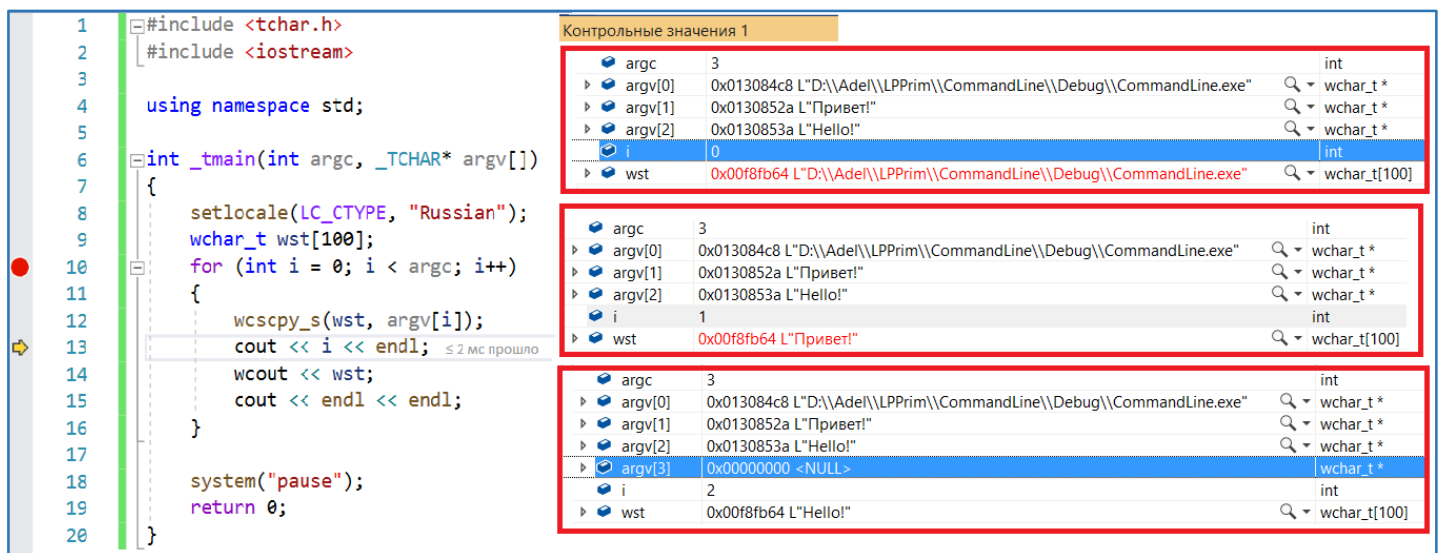 1 #include <tchar.h>
2 #include <iostream>
3
4 using namespace std;
5
6 int _tmain(int argc, _TCHAR* argv[])
7 {
8 setlocale(LC_CTYPE, "Russian");
9 wchar_t wst[100];
10 for (int i = 0; i < argc; i++)
11 {
12 wcscpy_s(wst, argv[i]);
13 cout << i << endl; ≤ 2 мс прошло
14 wcout << wst;
15 cout << endl << endl;
16 }
17
18 system("pause");
19 return 0;
20 }
Контрольные значения 1
argc 3 int
argv[0] 0x013084c8 L"D:\\Adel\\LPPrim\\CommandLine\\Debug\\CommandLine.exe" wchar_t *
argv[1] 0x0130852a L"Привет!" wchar_t *
argv[2] 0x0130853a L"Hello!" wchar_t *
i 0 int
wst 0x00f8fb64 L"D:\\Adel\\LPPrim\\CommandLine\\Debug\\CommandLine.exe" wchar_t[100]
argc 3 int
argv[0] 0x013084c8 L"D:\\Adel\\LPPrim\\CommandLine\\Debug\\CommandLine.exe" wchar_t *
argv[1] 0x0130852a L"Привет!" wchar_t *
argv[2] 0x0130853a L"Hello!" wchar_t *
i 1 int
wst 0x00f8fb64 L"Привет!" wchar_t[100]
argc 3 int
argv[0] 0x013084c8 L"D:\\Adel\\LPPrim\\CommandLine\\Debug\\CommandLine.exe" wchar_t *
argv[1] 0x0130852a L"Привет!" wchar_t *
argv[2] 0x0130853a L"Hello!" wchar_t *
argv[3] 0x00000000 <NULL> wchar_t *
i 2 int
wst 0x00f8fb64 L"Hello!" wchar_t[100]